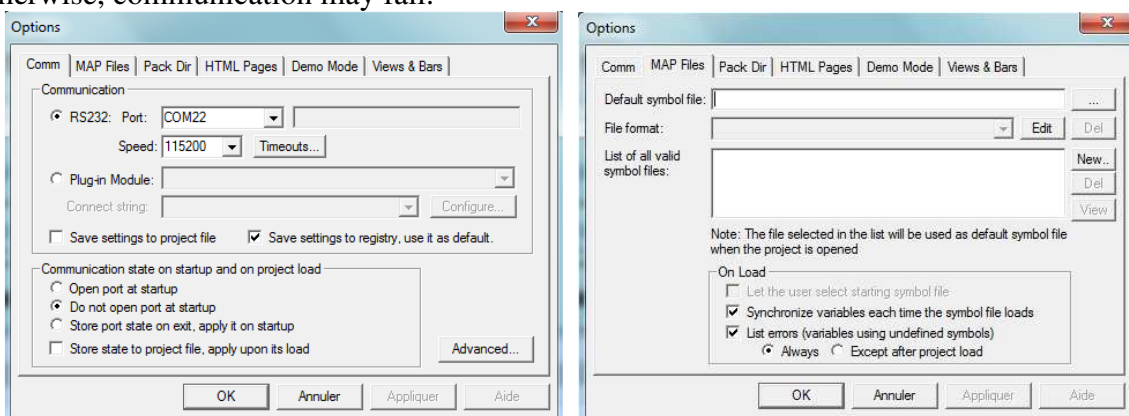 otherwise, communication may fail.
Options
Comm MAP Files Pack Dir HTML Pages Demo Mode Views & Bars
Communication
RS232: Port: COM22
Speed: 115200 Timeouts...
Plug-in Module:
Connect string: Configure...
Save settings to project file Save settings to registry, use it as default.
Communication state on startup and on project load
Open port at startup
Do not open port at startup
Store port state on exit, apply it on startup
Store state to project file, apply upon its load
Advanced...
OK Annuler Appliquer Aide
Options
Comm MAP Files Pack Dir HTML Pages Demo Mode Views & Bars
Default symbol file: ...
File format: Edit Del
List of all valid
symbol files:
New..
Del
View
Note: The file selected in the list will be used as default symbol file
when the project is opened
On Load
Let the user select starting symbol file
Synchronize variables each time the symbol file loads
List errors (variables using undefined symbols)
Always Except after project load
OK Annuler Appliquer Aide